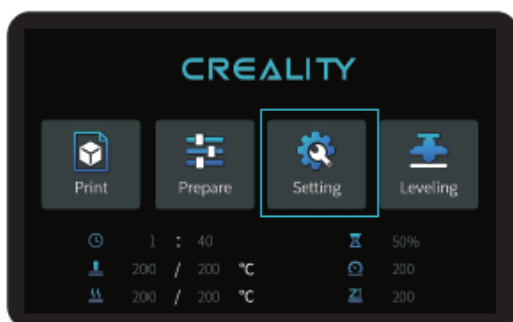 CREALITY
Print Prepare Setting Leveling
1 : 40 50%
200 / 200 °C 200
200 / 200 °C Z 200